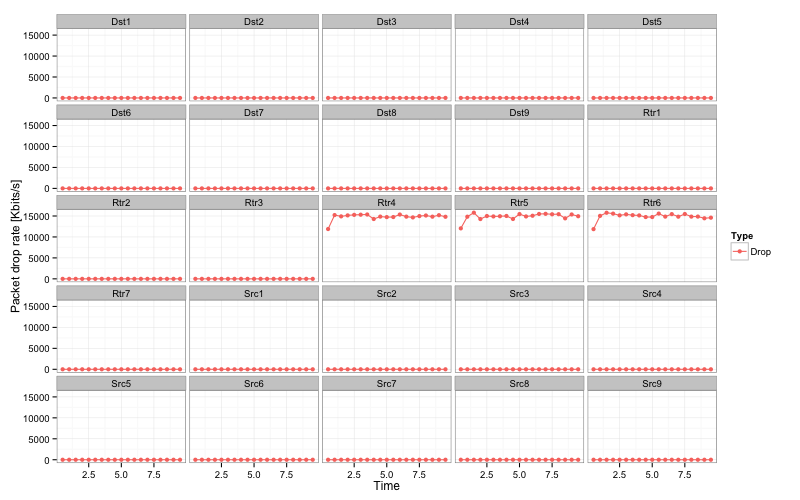 Dst1 Dst2 Dst3 Dst4 Dst5
15000
10000
5000
0
Dst6 Dst7 Dst8 Dst9 Rtr1
15000
10000
5000
0
Rtr2 Rtr3 Rtr4 Rtr5 Rtr6
15000
10000
5000
0
Rtr7 Src1 Src2 Src3 Src4
15000
10000
5000
0
Src5 Src6 Src7 Src8 Src9
15000
10000
5000
0
2.5 5.0 7.5 2.5 5.0 7.5 2.5 5.0 7.5 2.5 5.0 7.5 2.5 5.0 7.5
Time
Packet drop rate [Kbits/s]
Type
Drop